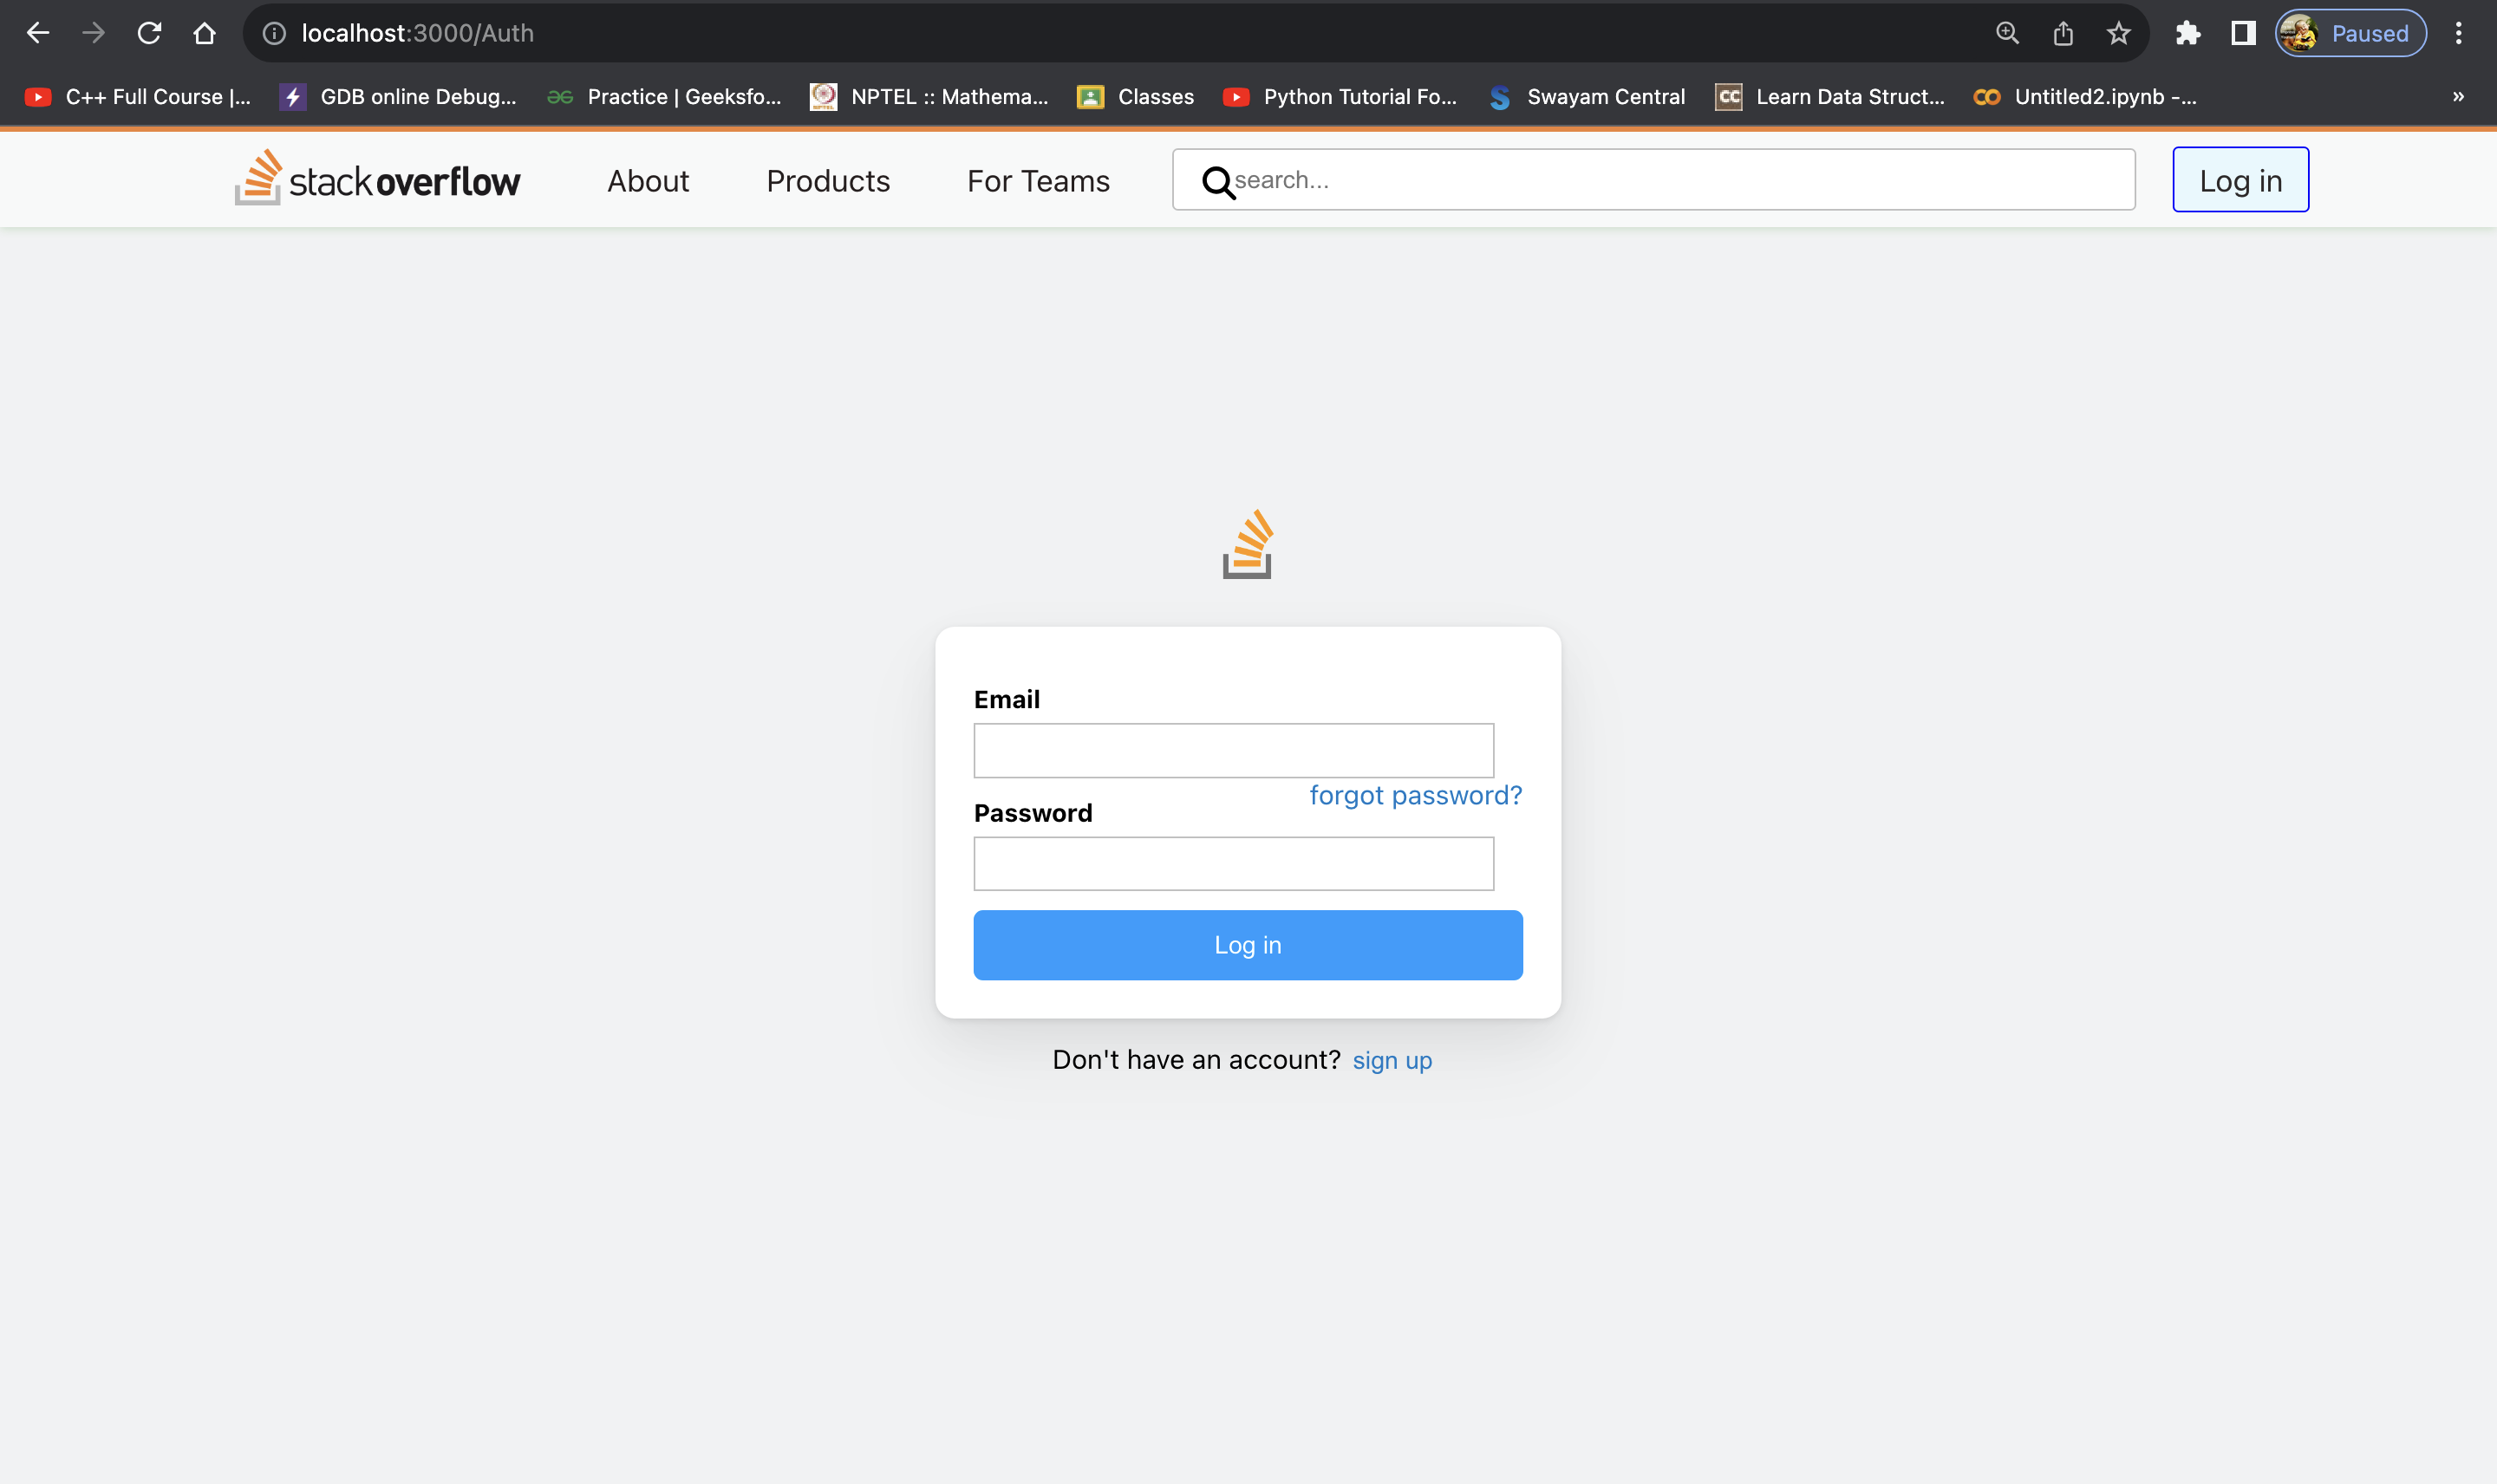 localhost:3000/Auth
Paused
C++ Full Course |...
GDB online Debug...
Practice | Geeksfo...
NPTEL :: Mathema...
Classes
Python Tutorial Fo...
Swayam Central
CC
Learn Data Struct...
Untitled2.ipynb -...
»
stackoverflow
About
Products
For Teams
search...
Log in
Email
forgot password?
Password
Log in
Don't have an account? sign up